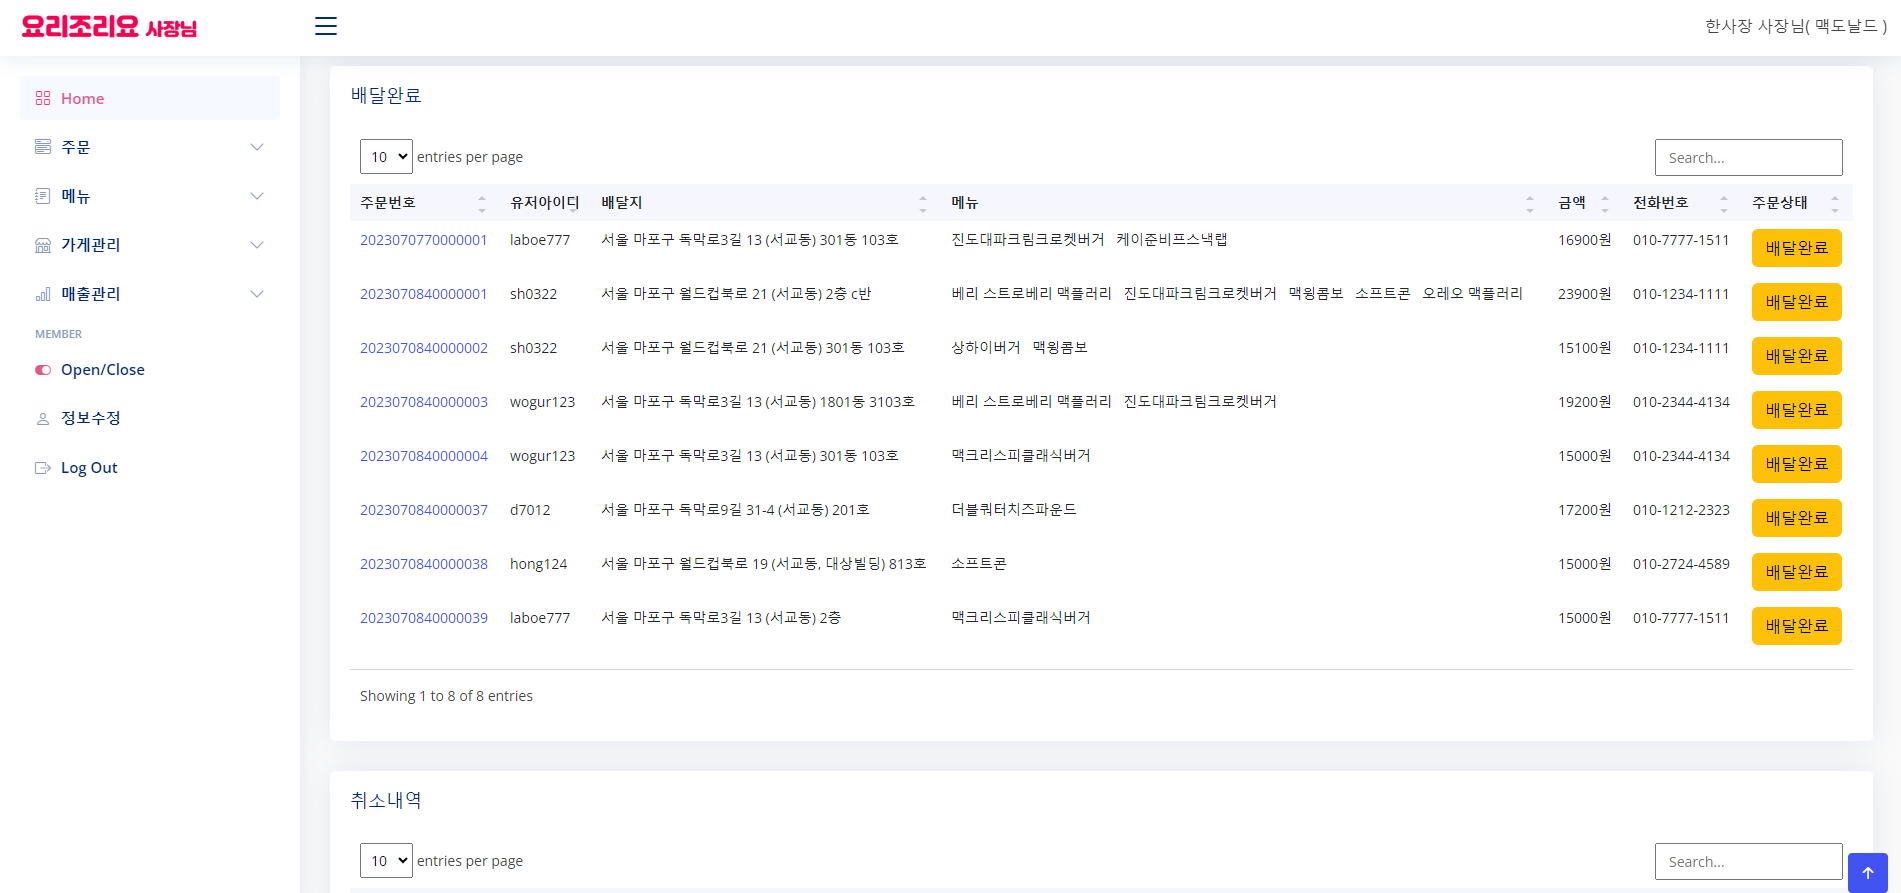 요리조리요 사장님
한사장 사장님( 맥도날드 )
Home
주문
메뉴
가게관리
매출관리
MEMBER
Open/Close
정보수정
Log Out
배달완료
10 entries per page
Search...
주문번호 유저아이디 배달지 메뉴 금액 전화번호 주문상태
2023070770000001 laboe777 서울 마포구 독막로3길 13 (서교동) 301동 103호 진도대파크림크로켓버거 케이준비프스낵랩 16900원 010-7777-1511 배달완료
2023070840000001 sh0322 서울 마포구 월드컵북로 21 (서교동) 2층 c반 베리 스트로베리 맥플러리 진도대파크림크로켓버거 맥윙콤보 소프트콘 오레오 맥플러리 23900원 010-1234-1111 배달완료
2023070840000002 sh0322 서울 마포구 월드컵북로 21 (서교동) 301동 103호 상하이버거 맥윙콤보 15100원 010-1234-1111 배달완료
2023070840000003 wogur123 서울 마포구 독막로3길 13 (서교동) 1801동 3103호 베리 스트로베리 맥플러리 진도대파크림크로켓버거 19200원 010-2344-4134 배달완료
2023070840000004 wogur123 서울 마포구 독막로3길 13 (서교동) 301동 103호 맥크리스피클래식버거 15000원 010-2344-4134 배달완료
2023070840000037 d7012 서울 마포구 독막로9길 31-4 (서교동) 201호 더블쿼터치즈파운드 17200원 010-1212-2323 배달완료
2023070840000038 hong124 서울 마포구 월드컵북로 19 (서교동, 대상빌딩) 813호 소프트콘 15000원 010-2724-4589 배달완료
2023070840000039 laboe777 서울 마포구 독막로3길 13 (서교동) 2층 맥크리스피클래식버거 15000원 010-7777-1511 배달완료
Showing 1 to 8 of 8 entries
취소내역
10 entries per page
Search...